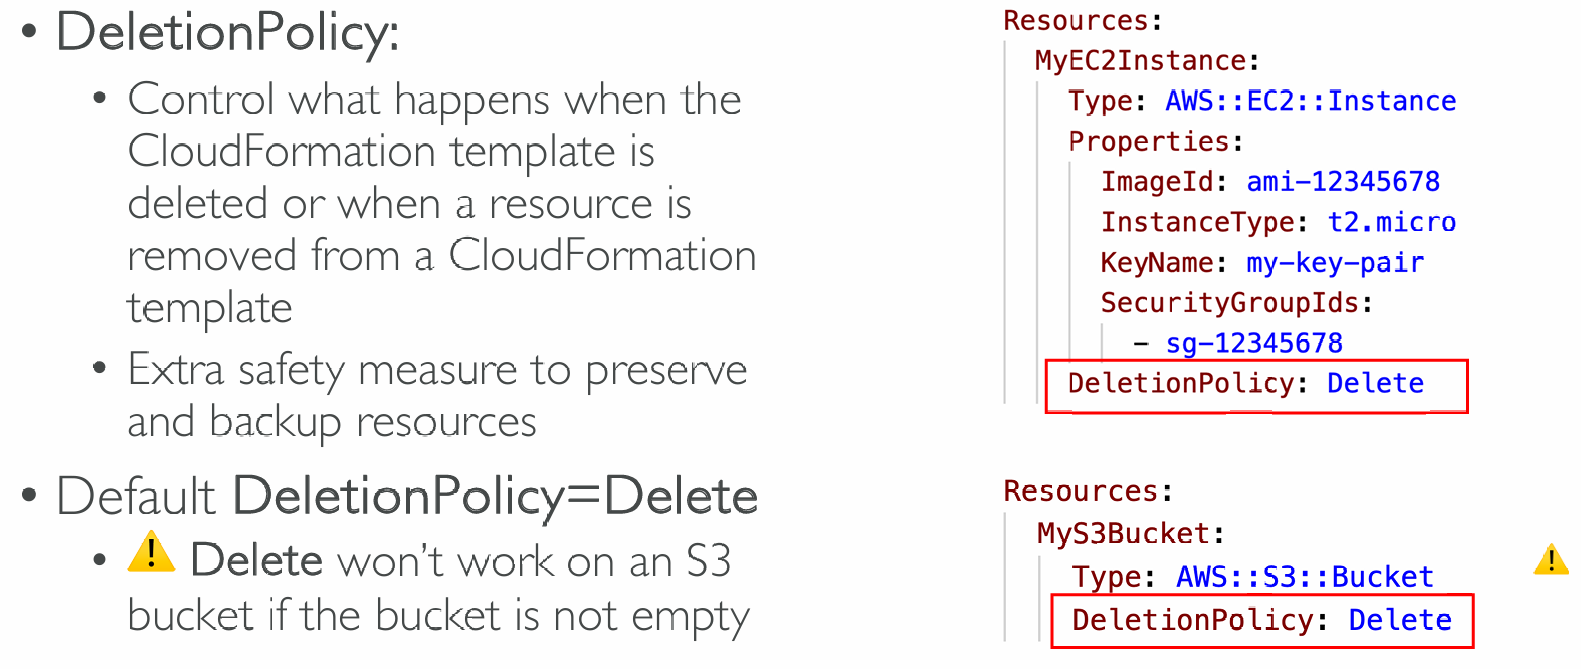 • DeletionPolicy:
• Control what happens when the
CloudFormation template is
deleted or when a resource is
removed from a CloudFormation
template
• Extra safety measure to preserve
and backup resources
• Default DeletionPolicy=Delete
• ⚠️ Delete won't work on an S3
bucket if the bucket is not empty
Resources:
MyEC2Instance:
Type: AWS::EC2::Instance
Properties:
ImageId: ami-12345678
InstanceType: t2.micro
KeyName: my-key-pair
SecurityGroupIds:
- sg-12345678
DeletionPolicy: Delete
Resources:
MyS3Bucket:
Type: AWS::S3::Bucket
DeletionPolicy: Delete